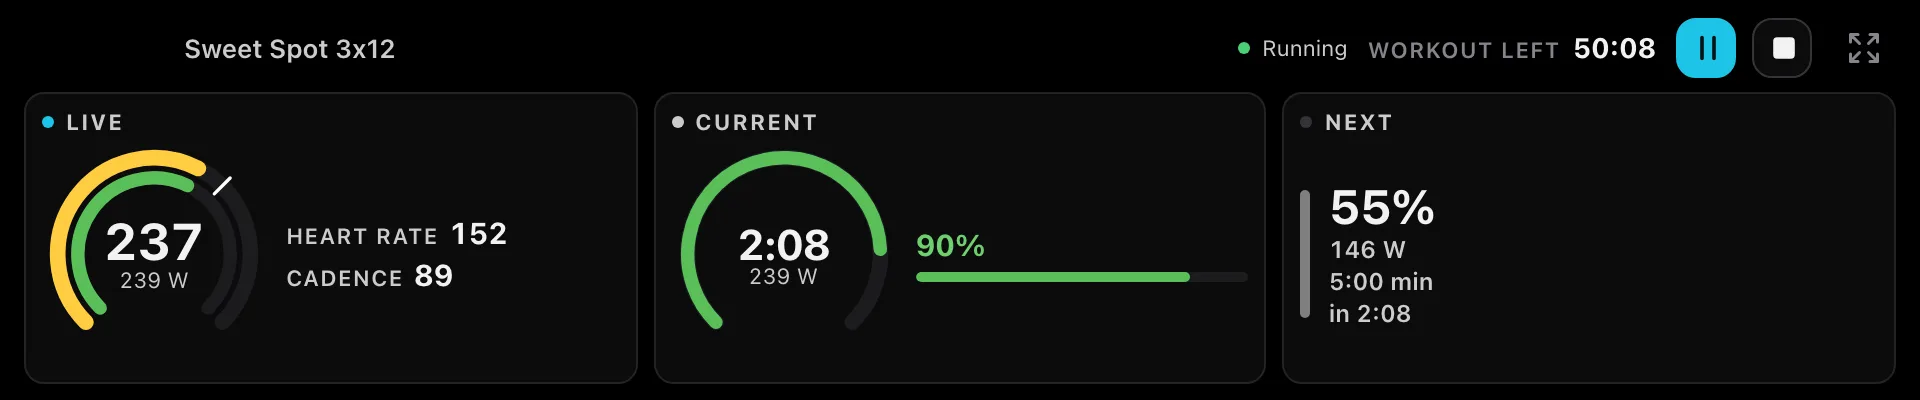 Sweet Spot 3x12
Running WORKOUT LEFT 50:08
LIVE
237
239 W
HEART RATE 152
CADENCE 89
CURRENT
2:08
239 W
90%
NEXT
55%
146 W
5:00 min
in 2:08